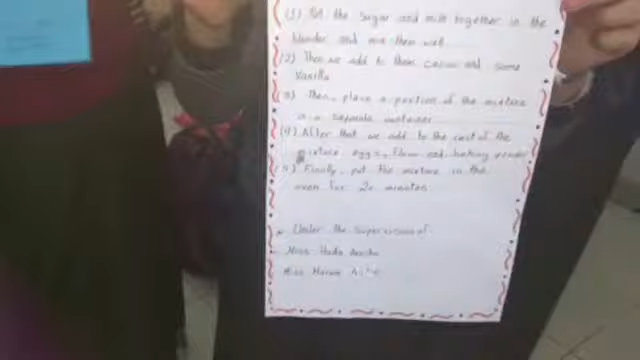 (1) Put the sugar and milk together in the
blender and mix them well.
(2) Then we add to them cacao and some
Vanilla
(3) Then, place a portion of the mixture
in a separate container
(4) After that we add to the rest of the
mixture eggs, flour and baking powder
(5) Finally, put the mixture in the
oven for 20 minutes.
Under the supervision of
Miss Huda
Miss